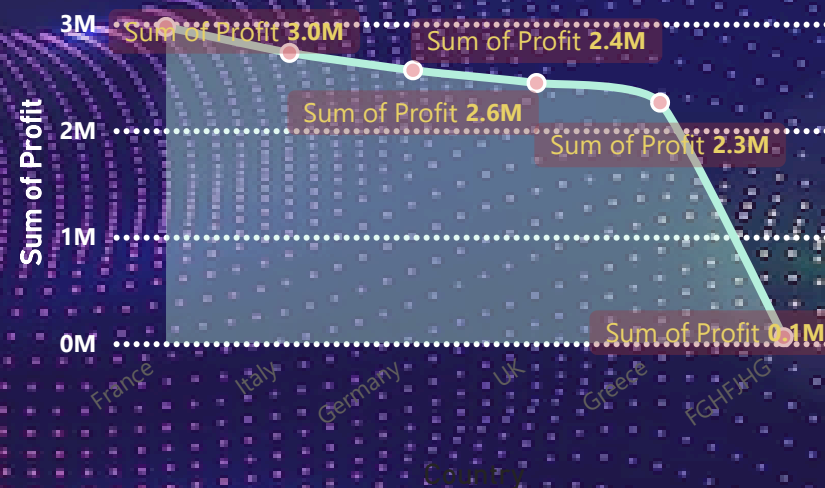 3M
Sum of Profit 3.0M
Sum of Profit 2.4M
Sum of Profit 2.6M
2M
Sum of Profit 2.3M
Sum of Profit
1M
Sum of Profit 0.1M
0M
France
Italy
Germany
UK
Greece
FGHFJHG
Country